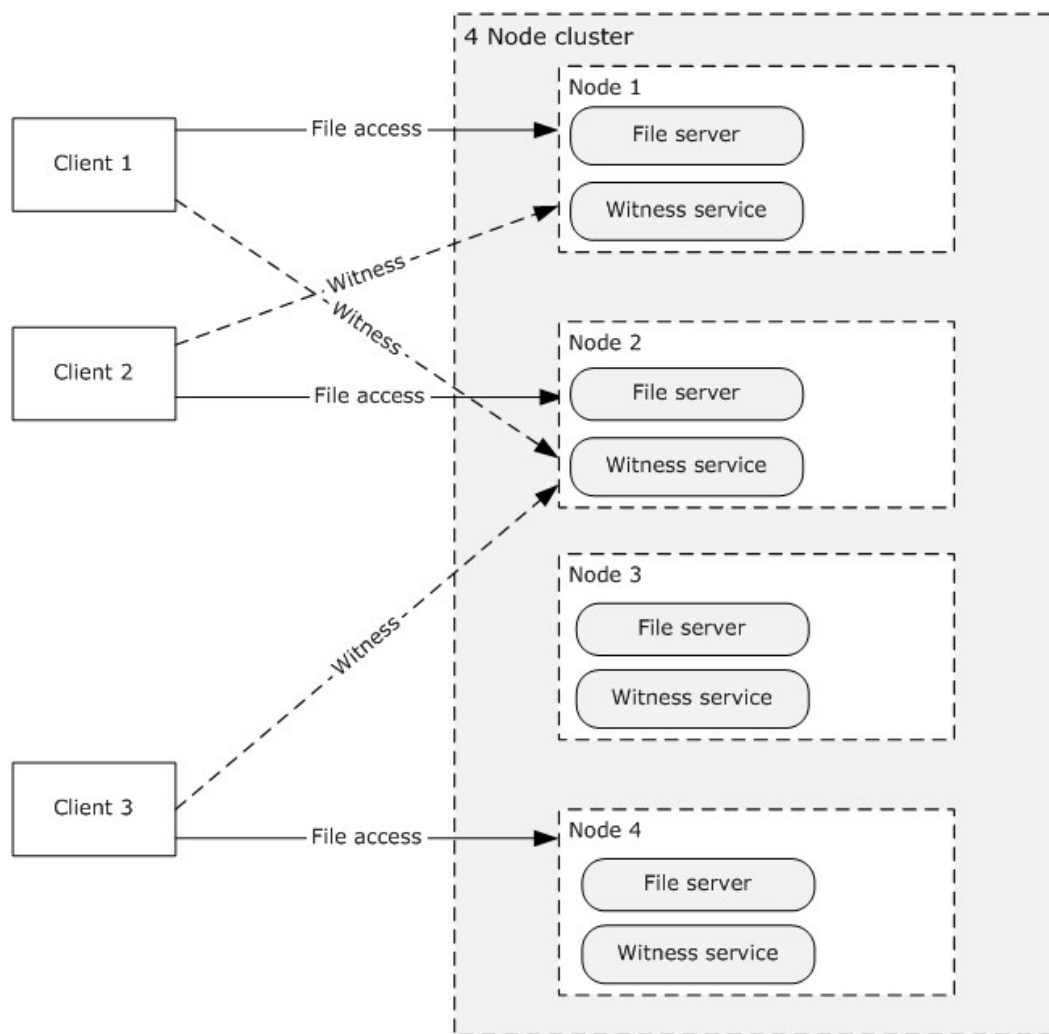 4 Node cluster
Node 1
File server
Witness service
Client 1
File access
Witness
Witness
Client 2
File access
Node 2
File server
Witness service
Node 3
File server
Witness service
Witness
Client 3
File access
Node 4
File server
Witness service